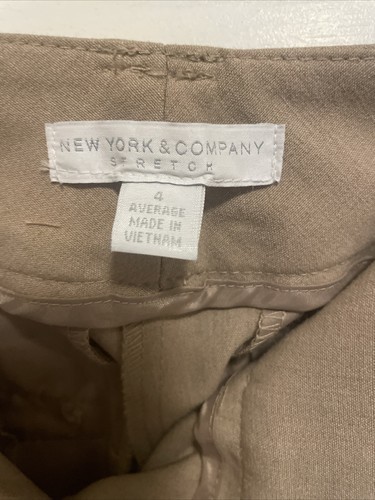 NEW YORK & COMPANY
STRETCH
4
AVERAGE
MADE IN
VIETNAM